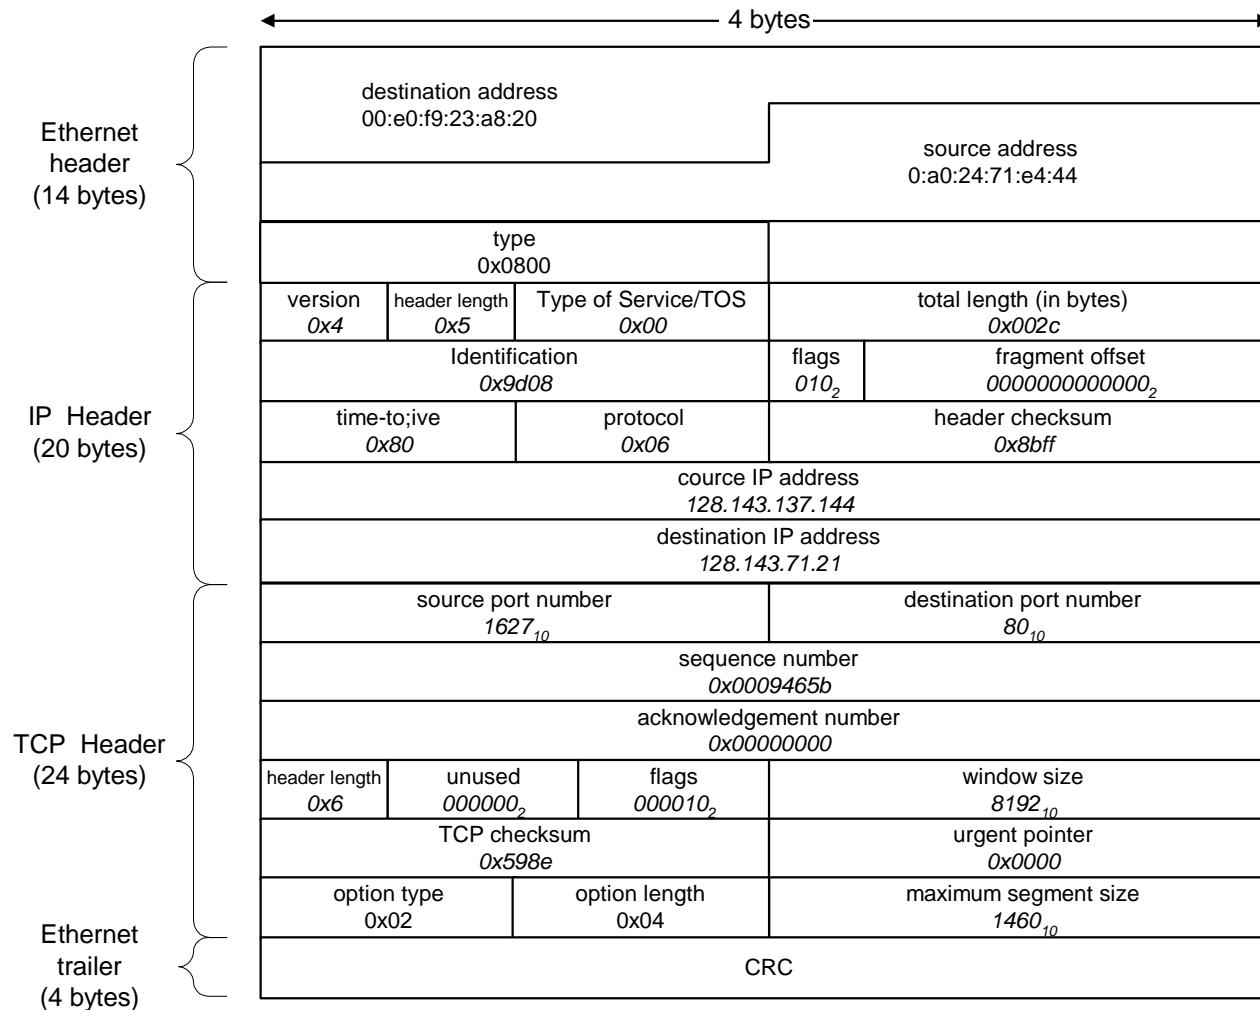 4 bytes
Ethernet
header
(14 bytes)
destination address
00:e0:f9:23:a8:20
source address
0:a0:24:71:e4:44
type
0x0800
IP Header
(20 bytes)
version
0x4
header length
0x5
Type of Service/TOS
0x00
total length (in bytes)
0x002c
Identification
0x9d08
flags
010₂
fragment offset
0000000000000₂
time-to;ive
0x80
protocol
0x06
header checksum
0x8bff
cource IP address
128.143.137.144
destination IP address
128.143.71.21
TCP Header
(24 bytes)
source port number
1627₁₀
destination port number
80₁₀
sequence number
0x0009465b
acknowledgement number
0x00000000
header length
0x6
unused
000000₂
flags
000010₂
window size
8192₁₀
TCP checksum
0x598e
urgent pointer
0x0000
option type
0x02
option length
0x04
maximum segment size
1460₁₀
Ethernet
trailer
(4 bytes)
CRC